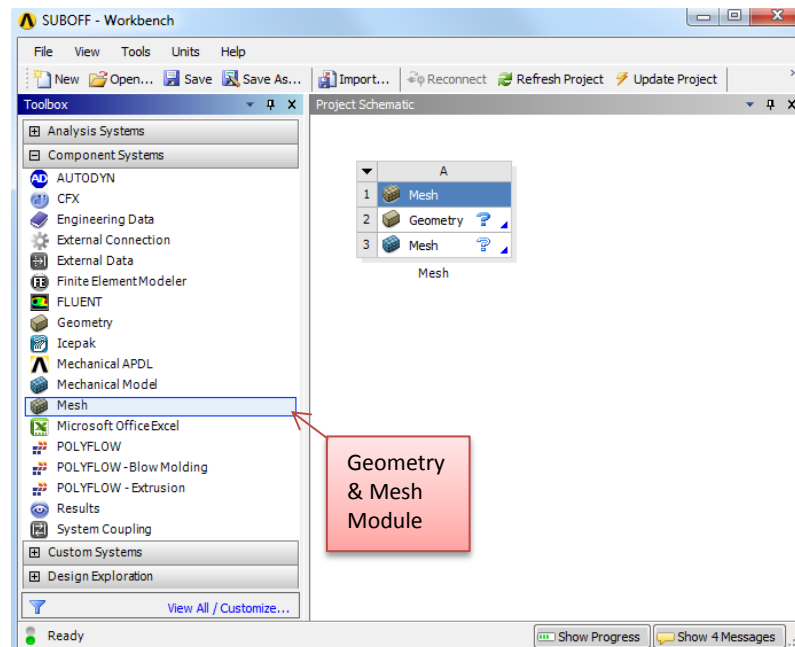 SUBOFF - Workbench
File View Tools Units Help
New Open... Save Save As... Import... Reconnect Refresh Project Update Project
Toolbox
Project Schematic
Analysis Systems
Component Systems
AUTODYN
CFX
Engineering Data
External Connection
External Data
Finite Element Modeler
FLUENT
Geometry
Icepak
Mechanical APDL
Mechanical Model
Mesh
Microsoft Office Excel
POLYFLOW
POLYFLOW - Blow Molding
POLYFLOW - Extrusion
Results
System Coupling
Custom Systems
Design Exploration
View All / Customize...
A
1 Mesh
2 Geometry ?
3 Mesh ?
Mesh
Geometry
& Mesh
Module
Ready
Show Progress Show 4 Messages